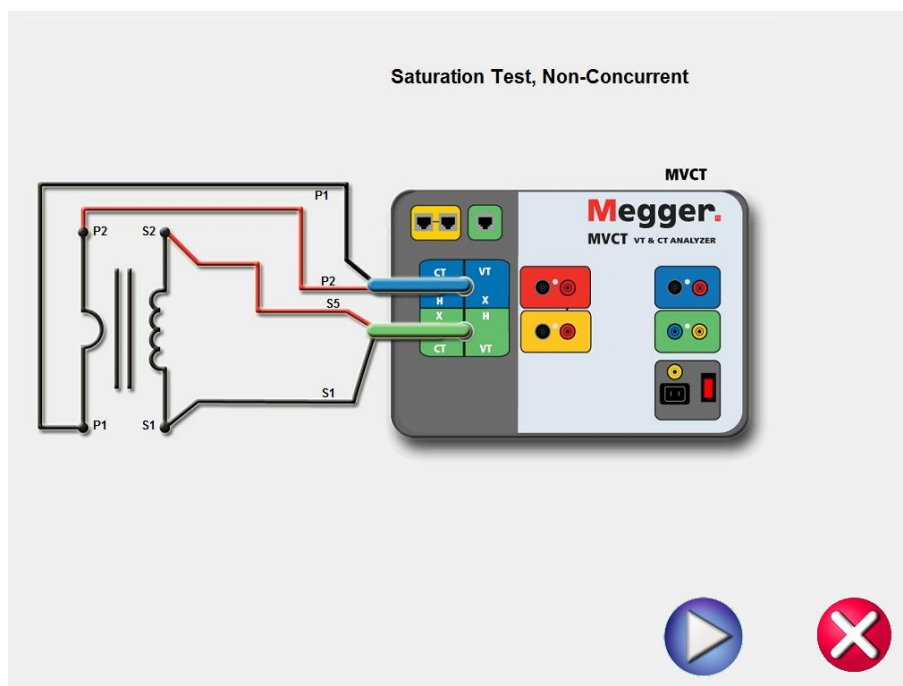 Saturation Test, Non-Concurrent
MVCT
P1
Megger.
MVCT VT & CT ANALYZER
P2
S2
CT VT
P2
H X
S5
X H
CT VT
S1
P1
S1